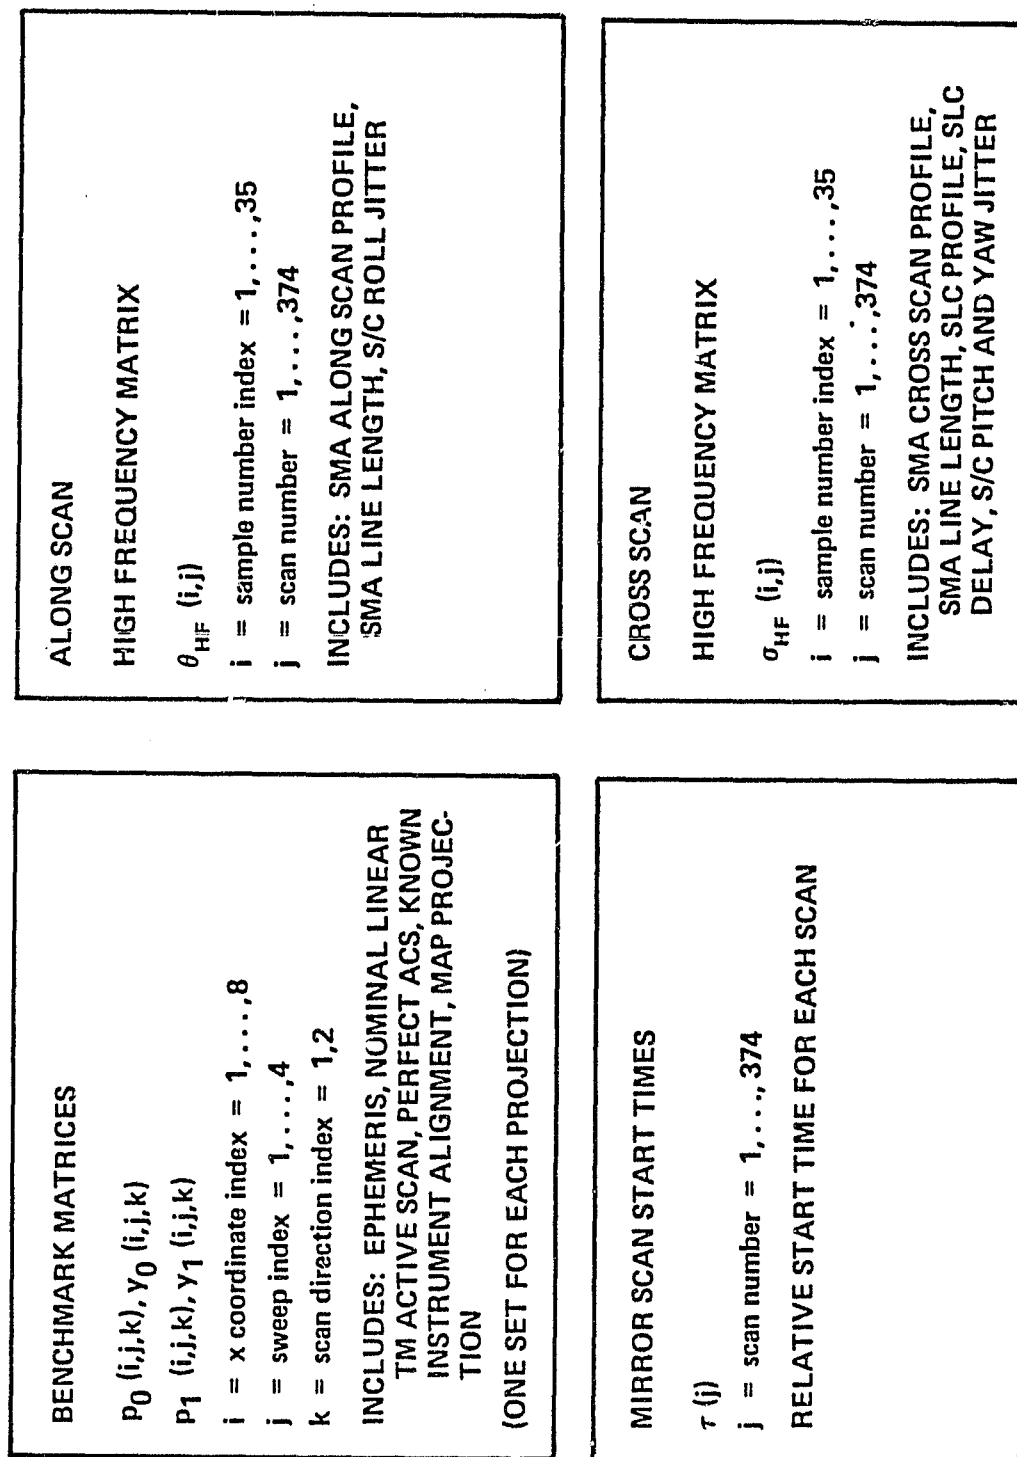 BENCHMARK MATRICES
p0 (i,j,k), y0 (i,j,k)
p1 (i,j,k), y1 (i,j,k)
i = x coordinate index = 1,...,8
j = sweep index = 1,...,4
k = scan direction index = 1,2
INCLUDES: EPHEMERIS, NOMINAL LINEAR
TM ACTIVE SCAN, PERFECT ACS, KNOWN
INSTRUMENT ALIGNMENT, MAP PROJEC-
TION
(ONE SET FOR EACH PROJECTION)
ALONG SCAN
HIGH FREQUENCY MATRIX
θHF (i,j)
i = sample number index = 1,....,35
j = scan number = 1,...,374
INCLUDES: SMA ALONG SCAN PROFILE,
SMA LINE LENGTH, S/C ROLL JITTER
MIRROR SCAN START TIMES
τ (j)
j = scan number = 1,...,374
RELATIVE START TIME FOR EACH SCAN
CROSS SCAN
HIGH FREQUENCY MATRIX
σHF (i,j)
i = sample number index = 1,...,35
j = scan number = 1,...,374
INCLUDES: SMA CROSS SCAN PROFILE,
SMA LINE LENGTH, SLC PROFILE, SLC
DELAY, S/C PITCH AND YAW JITTER